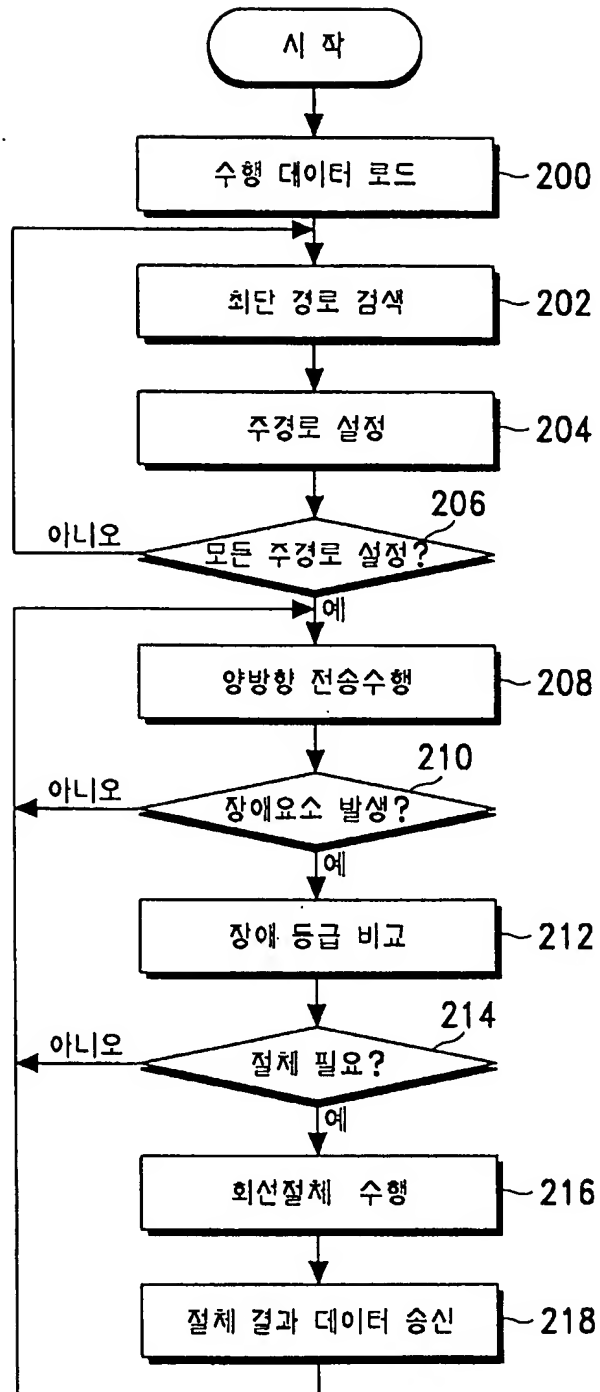 시 작
수행 데이터 로드
200
최단 경로 검색
202
주경로 설정
204
206
아니오
모든 주경로 설정?
예
양방향 전송수행
208
210
아니오
장애요소 발생?
예
장애 등급 비교
212
214
아니오
절체 필요?
예
회선절체 수행
216
절체 결과 데이터 송신
218